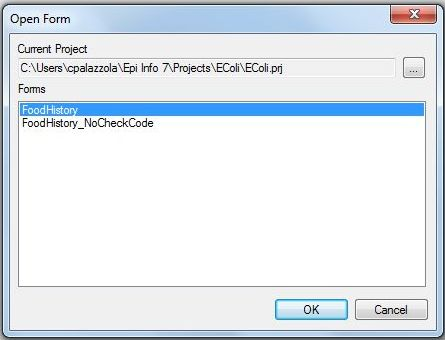 Open Form
Current Project
C:\Users\cpalazzola\Epi Info 7\Projects\EColi\EColi.prj
...
Forms
FoodHistory
FoodHistory_NoCheckCode
OK
Cancel